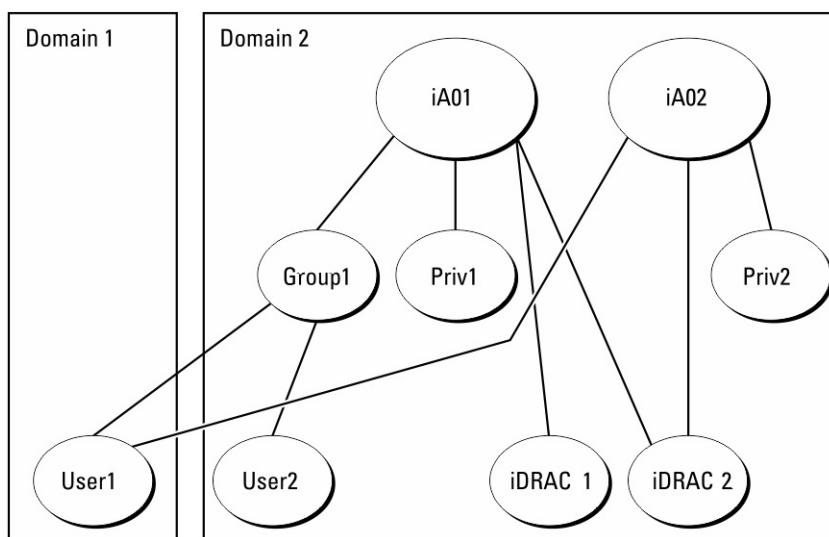 Domain 1
Domain 2
iA01
iA02
Group1
Priv1
Priv2
User1
User2
iDRAC 1
iDRAC 2